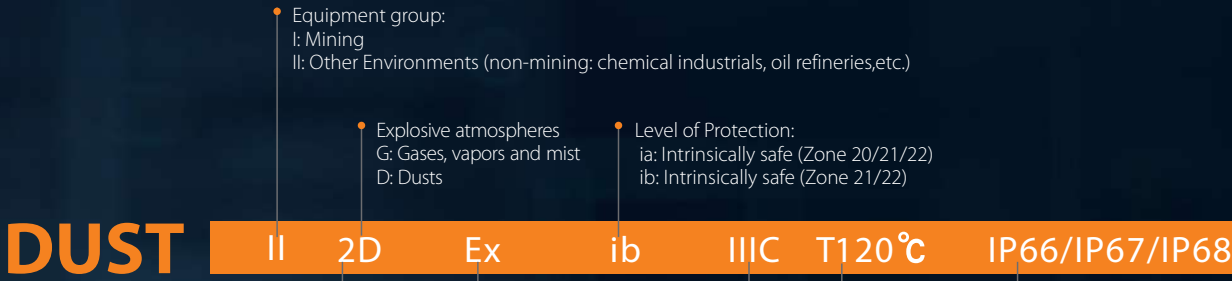 Equipment group:
I: Mining
II: Other Environments (non-mining: chemical industrials, oil refineries,etc.)
Explosive atmospheres
G: Gases, vapors and mist
D: Dusts
Level of Protection:
ia: Intrinsically safe (Zone 20/21/22)
ib: Intrinsically safe (Zone 21/22)
DUST II 2D Ex ib IIIC T120℃ IP66/IP67/IP68